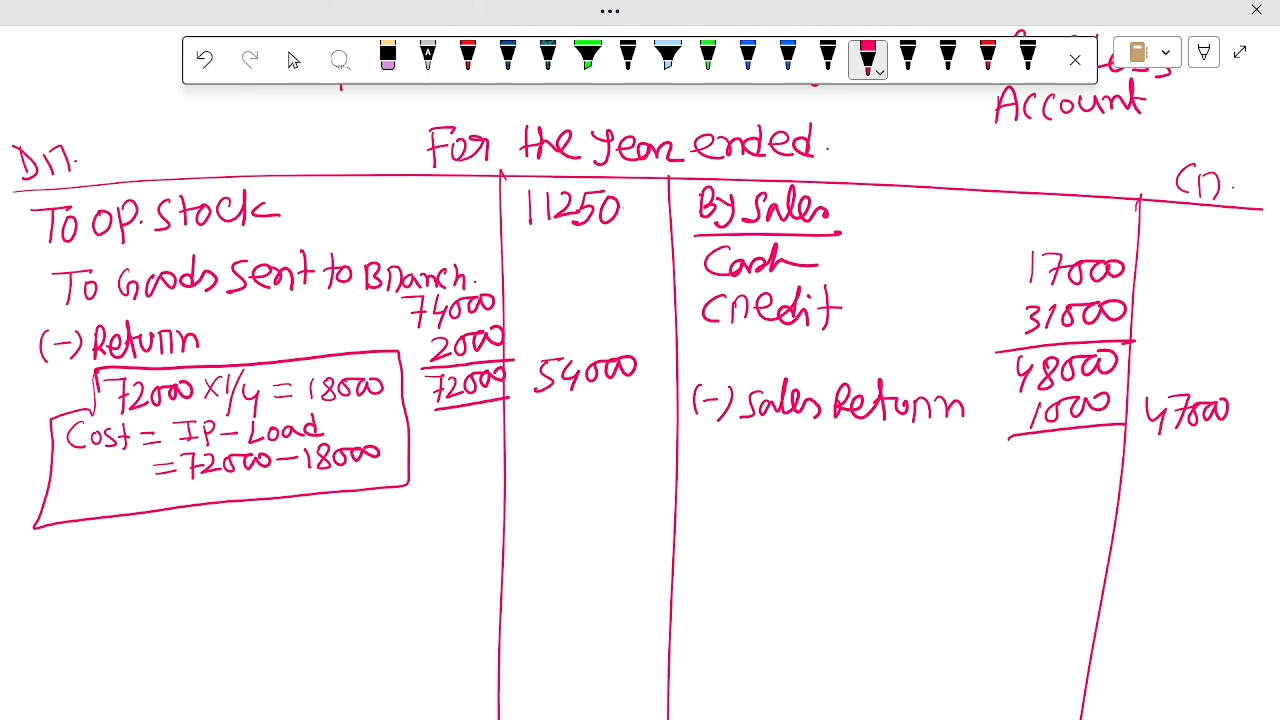 Account
For the year ended.
Dr.
Cr.
To op. stock 11250
To Goods sent to Branch.
74000
(-) Return 2000
72000 54000
72000 x 1/4 = 18000
Cost = IP - Load
= 72000 - 18000
By Sales
Cash 17000
Credit 31000
48000
(-) Sales Return 1000 47000